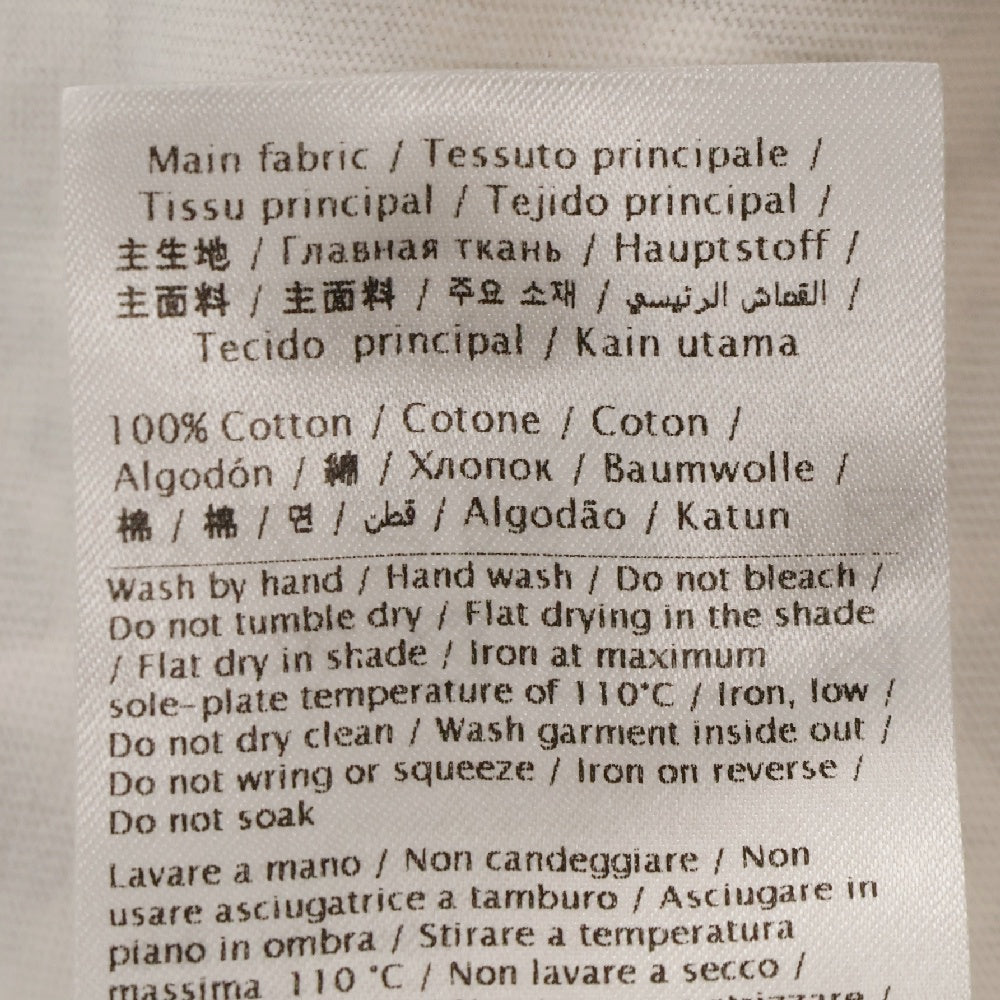 Main fabric / Tessuto principale /
Tissu principal / Tejido principal /
主生地 / Главная ткань / Hauptstoff /
主面料 / 主面料 / 주요 소재 / القماش الرئيسي /
Tecido principal / Kain utama
100% Cotton / Cotone / Coton /
Algodón / 綿 / Хлопок / Baumwolle /
棉 / 棉 / 면 / قطن / Algodão / Katun
Wash by hand / Hand wash / Do not bleach /
Do not tumble dry / Flat drying in the shade
/ Flat dry in shade / Iron at maximum
sole-plate temperature of 110°C / Iron, low /
Do not dry clean / Wash garment inside out /
Do not wring or squeeze / Iron on reverse /
Do not soak
Lavare a mano / Non candeggiare / Non
usare asciugatrice a tamburo / Asciugare in
piano in ombra / Stirare a temperatura
massima 110 °C / Non lavare a secco /